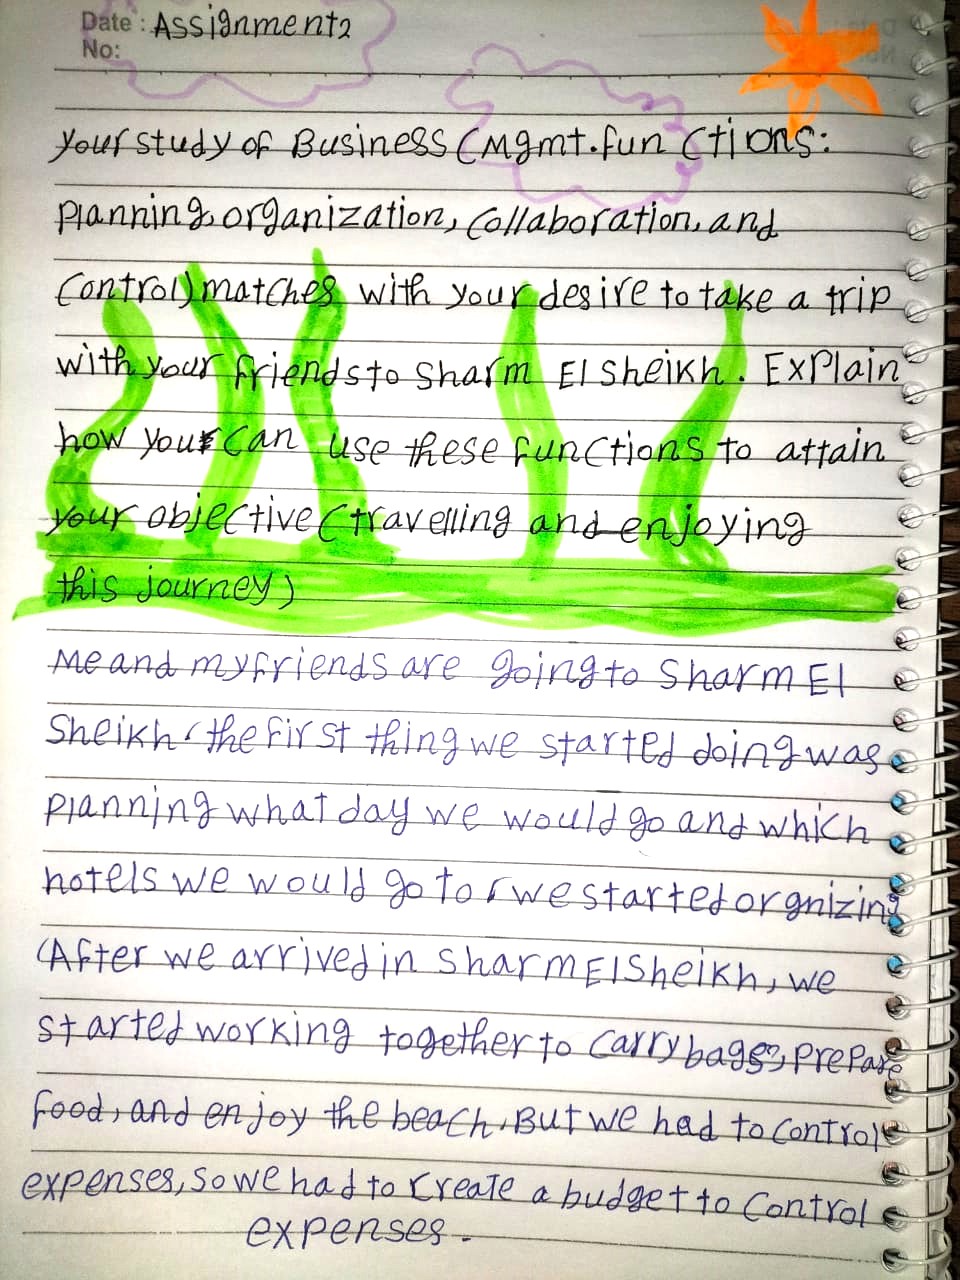 Date: Assignment2
No:
your study of Business (Mgmt. functions:
planning, organization, collaboration, and
control) matches with your desire to take a trip
with your friends to Sharm El Sheikh. Explain
how you can use these functions to attain
your objective (travelling and enjoying
this journey)
Me and my friends are going to Sharm El
Sheikh, the first thing we started doing was
planning what day we would go and which
hotels we would go to, we started orgnizing
(After we arrived in Sharm El Sheikh, we
started working together to carry bags, prepare
food, and enjoy the beach. But we had to control
expenses, so we had to create a budget to control
expenses.